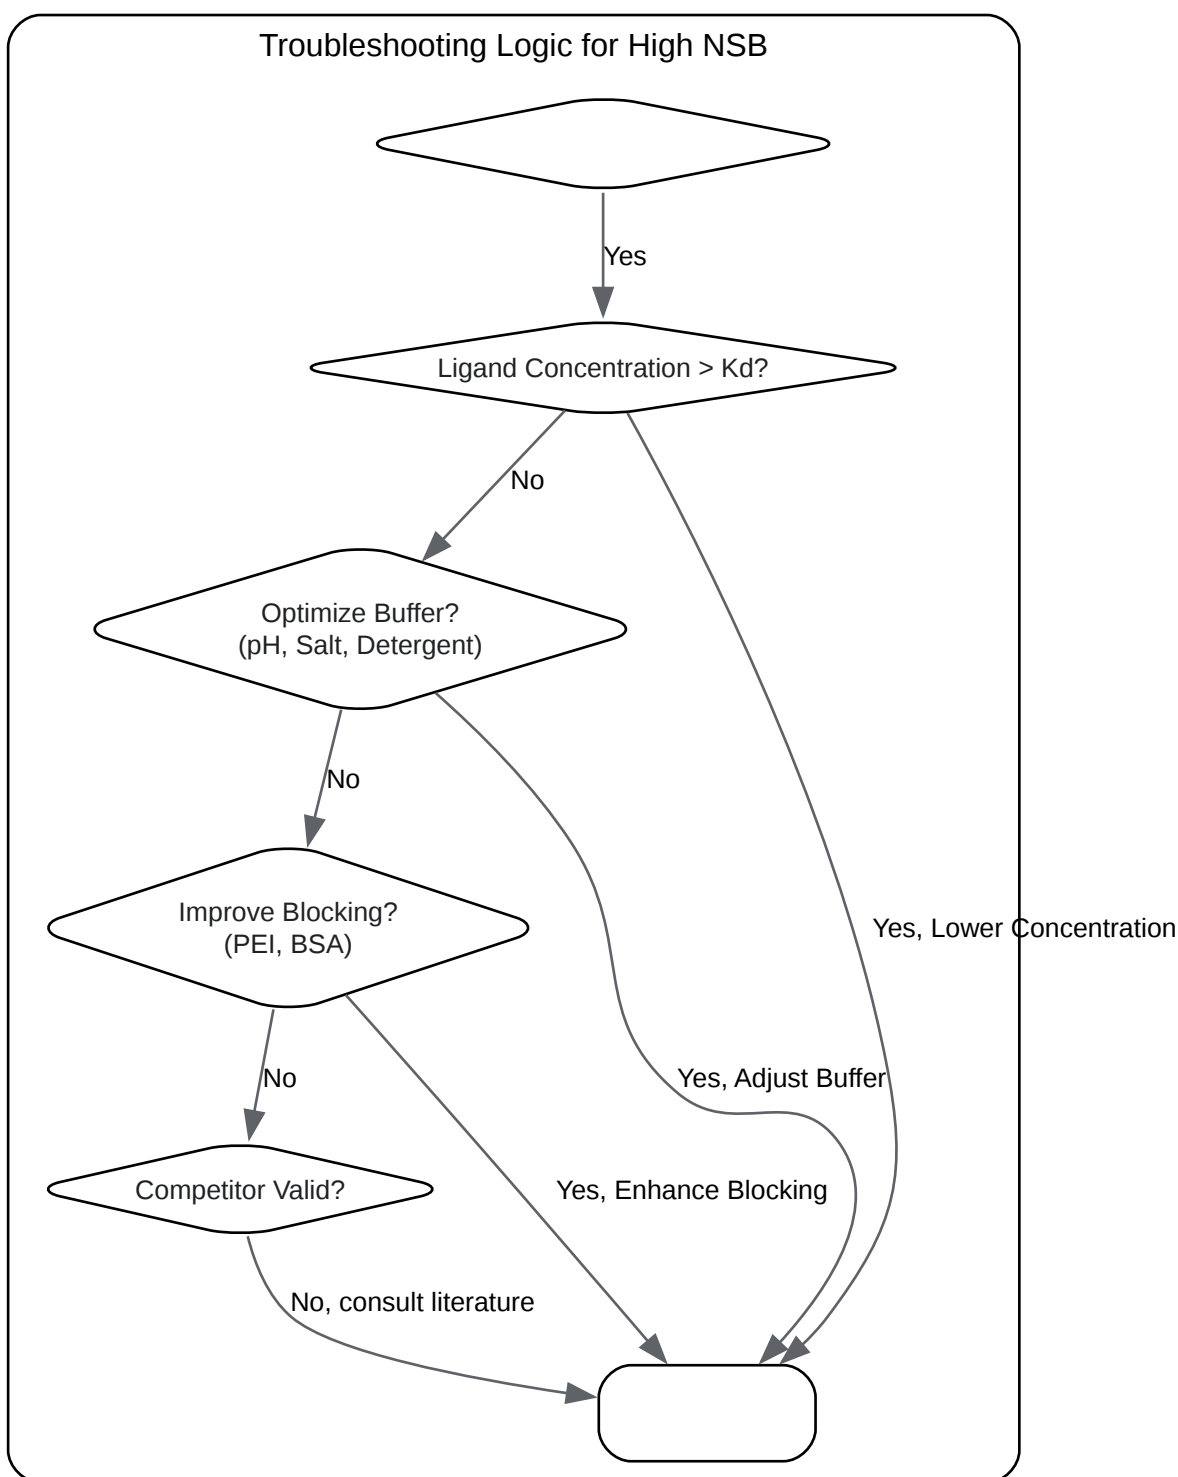 Troubleshooting Logic for High NSB
Yes
Ligand Concentration > Kd?
No
Optimize Buffer?
(pH, Salt, Detergent)
No
Improve Blocking?
(PEI, BSA)
Yes, Lower Concentration
No
Yes, Adjust Buffer
Competitor Valid?
Yes, Enhance Blocking
No, consult literature